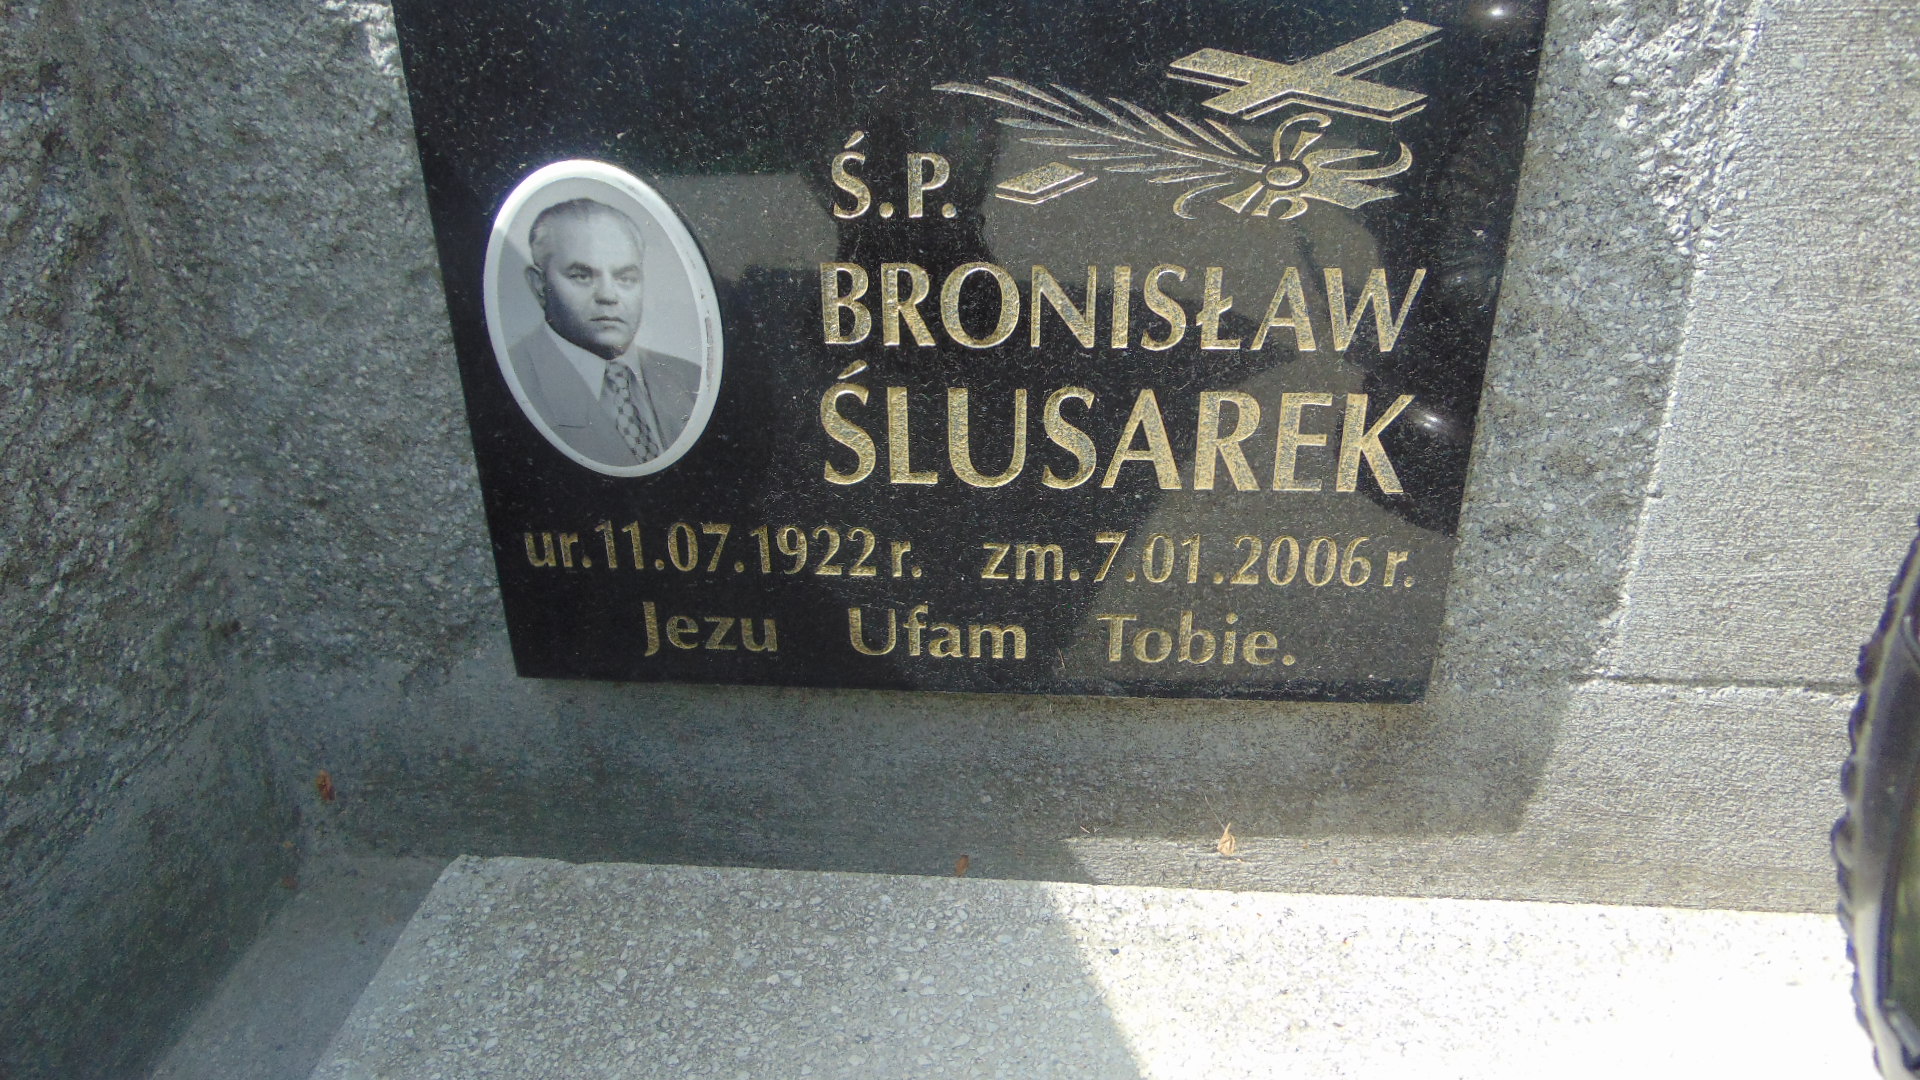 Ś.P.
BRONISŁAW
ŚLUSAREK
ur. 11.07.1922 r. zm. 7.01.2006 r.
Jezu Ufam Tobie.